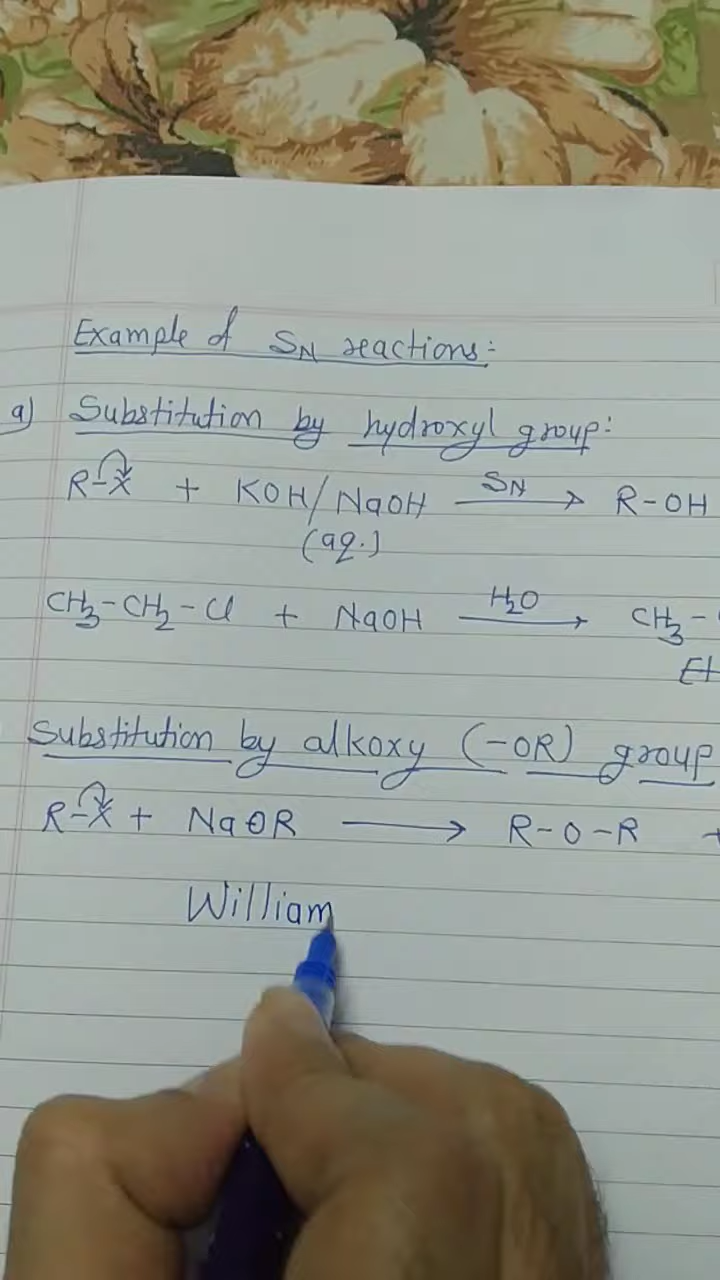 Example of SN reactions:-
a) Substitution by hydroxyl group:
R-X + KOH/NaOH SN → R-OH
(aq.)
CH3-CH2-Cl + NaOH H2O → CH3-
Substitution by alkoxy (-OR) group
R-X + NaOR → R-O-R +
William